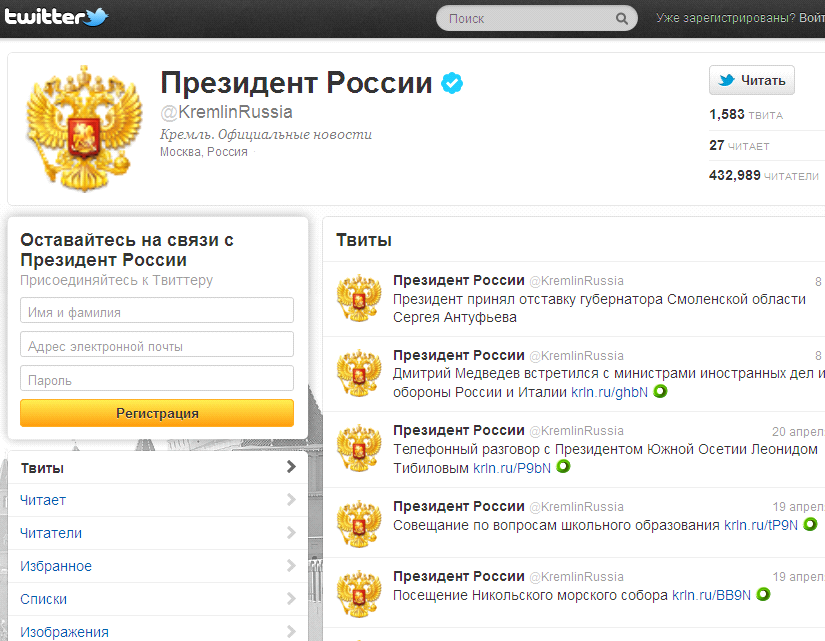 twitter
Поиск
Уже зарегистрированы? Войт
Президент России
@KremlinRussia
Кремль. Официальные новости
Москва, Россия
Читать
1,583 ТВИТА
27 ЧИТАЕТ
432,989 ЧИТАТЕЛИ
Оставайтесь на связи с
Президент России
Присоединяйтесь к Твиттеру
Имя и фамилия
Адрес электронной почты
Пароль
Регистрация
Твиты
Читает
Читатели
Избранное
Списки
Изображения
Твиты
Президент России @KremlinRussia 8
Президент принял отставку губернатора Смоленской области
Сергея Антуфьева
Президент России @KremlinRussia 8
Дмитрий Медведев встретился с министрами иностранных дел и
обороны России и Италии krln.ru/ghbN
Президент России @KremlinRussia 20 апрел
Телефонный разговор с Президентом Южной Осетии Леонидом
Тибиловым krln.ru/P9bN
Президент России @KremlinRussia 19 апрел
Совещание по вопросам школьного образования krln.ru/tP9N
Президент России @KremlinRussia 19 апрел
Посещение Никольского морского собора krln.ru/BB9N